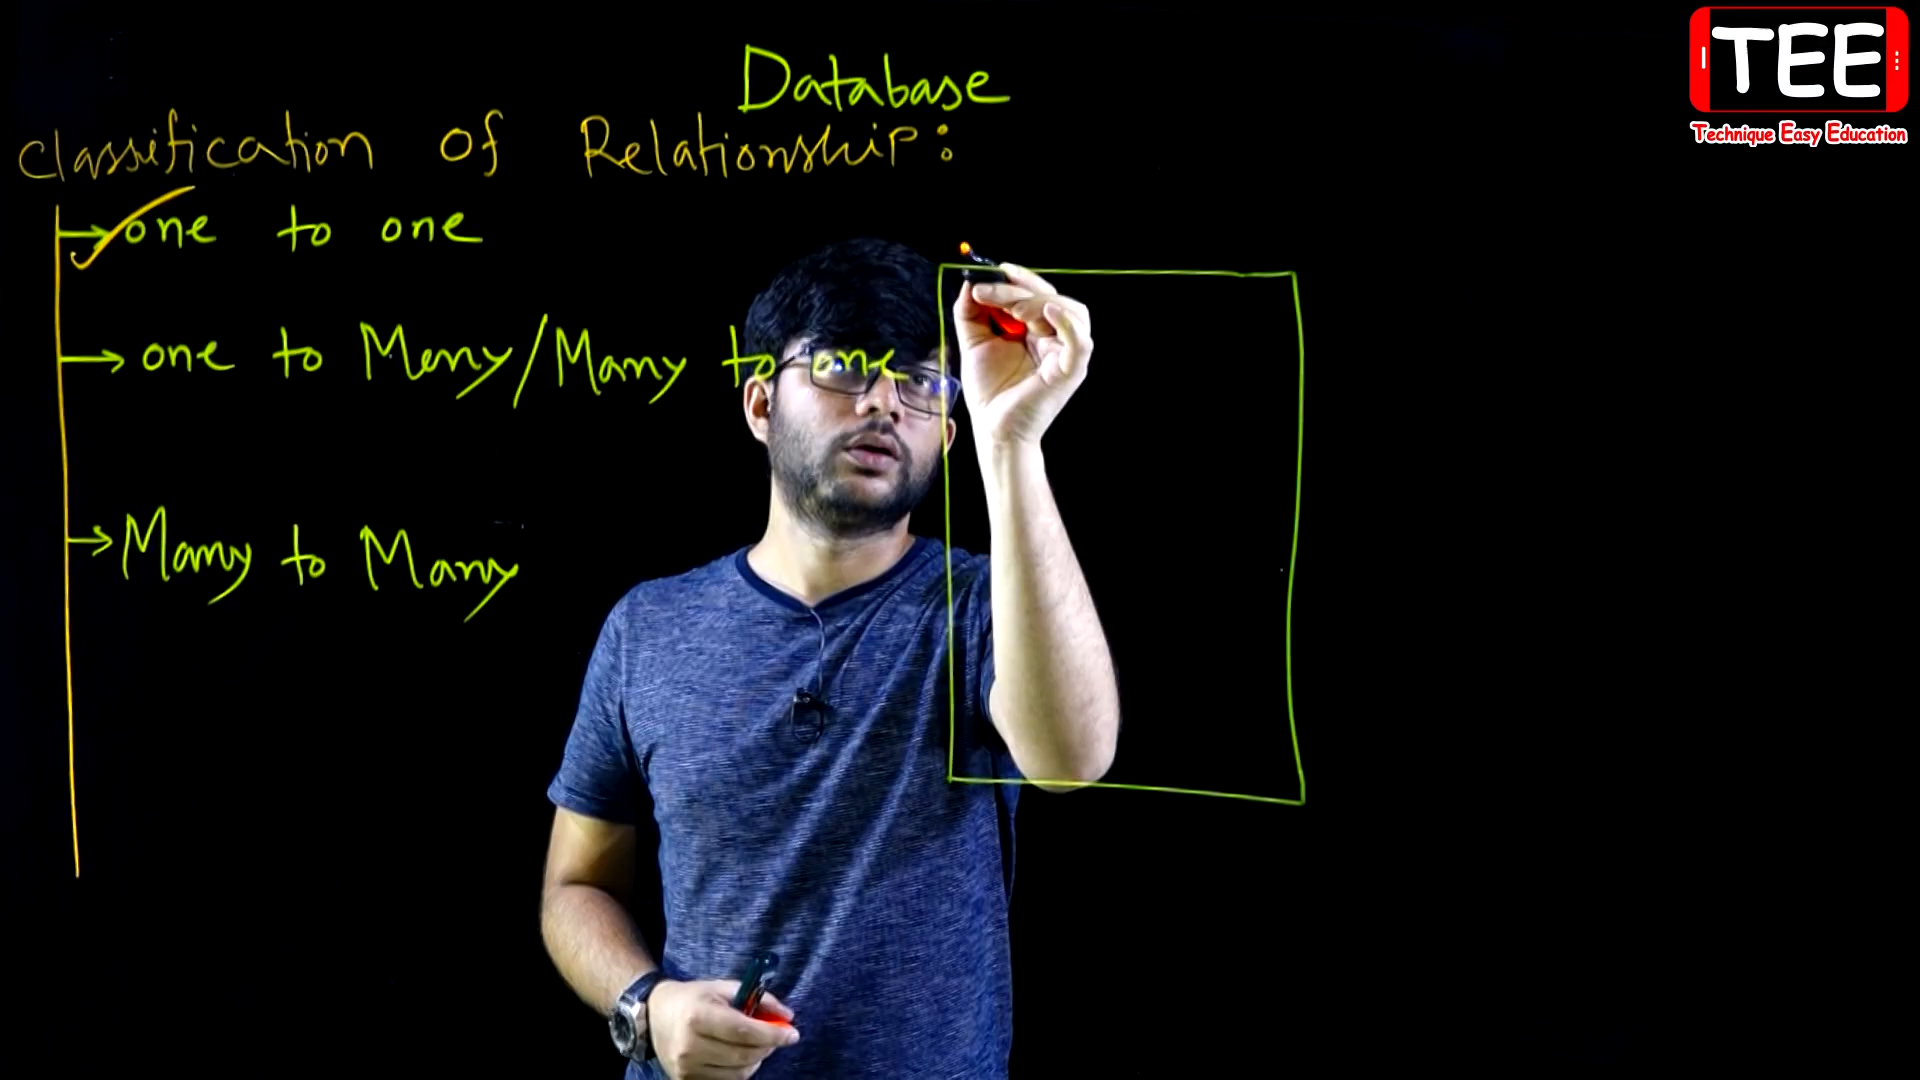 Database
Classification of Relationship:
one to one
one to Meny/Many to one
Many to Many
TEE
Technique Easy Education